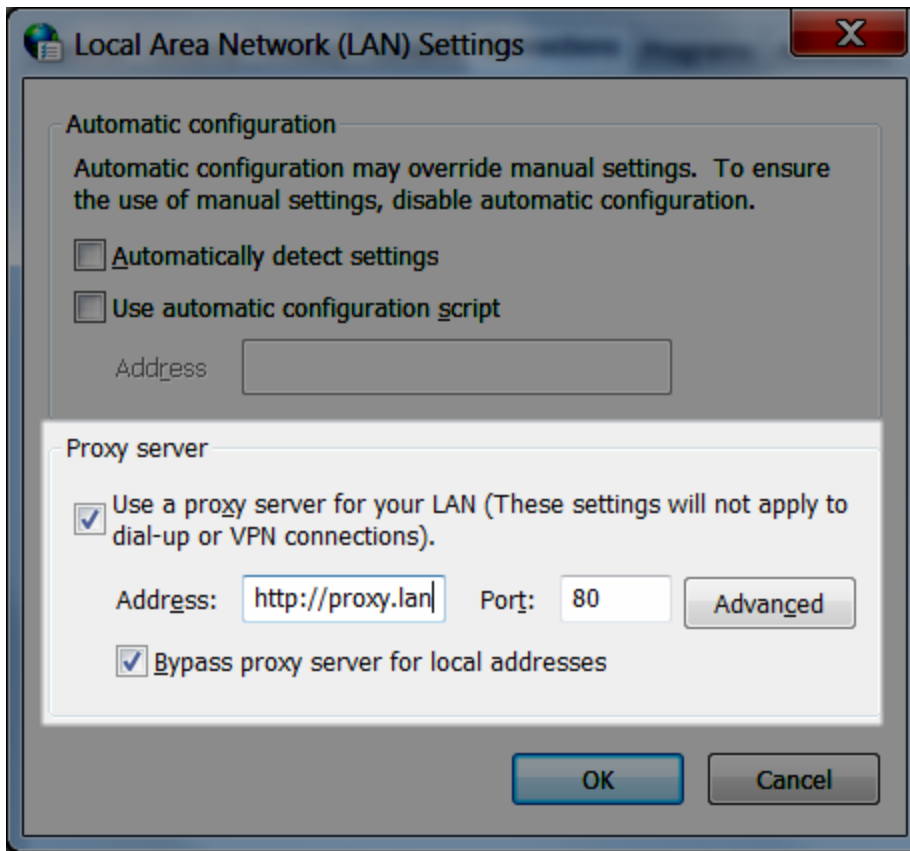 Local Area Network (LAN) Settings
Automatic configuration
Automatic configuration may override manual settings. To ensure
the use of manual settings, disable automatic configuration.
Automatically detect settings
Use automatic configuration script
Address
Proxy server
Use a proxy server for your LAN (These settings will not apply to
dial-up or VPN connections).
Address: http://proxy.lan Port: 80 Advanced
Bypass proxy server for local addresses
OK Cancel